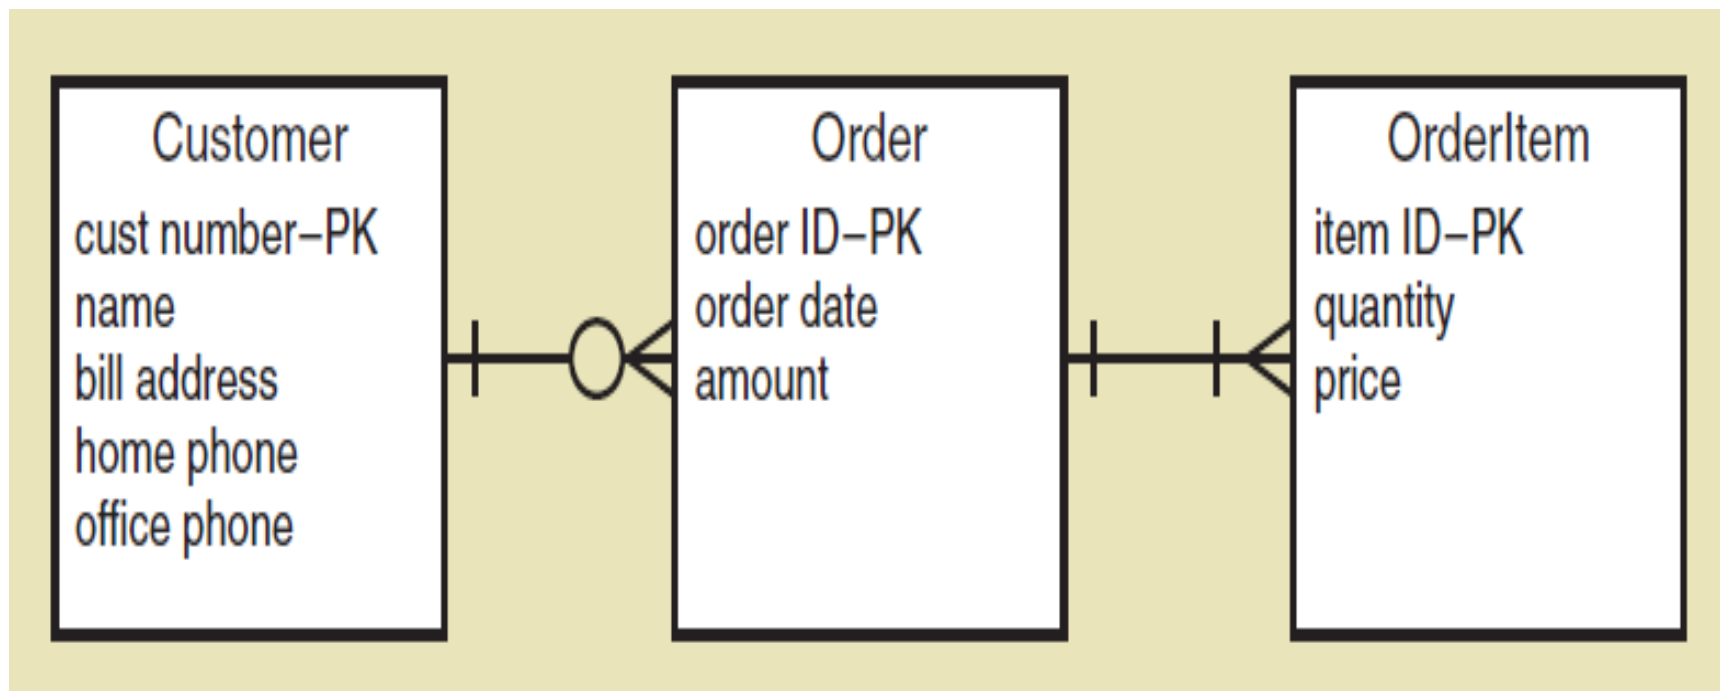 Customer
cust number–PK
name
bill address
home phone
office phone
Order
order ID–PK
order date
amount
OrderItem
item ID–PK
quantity
price